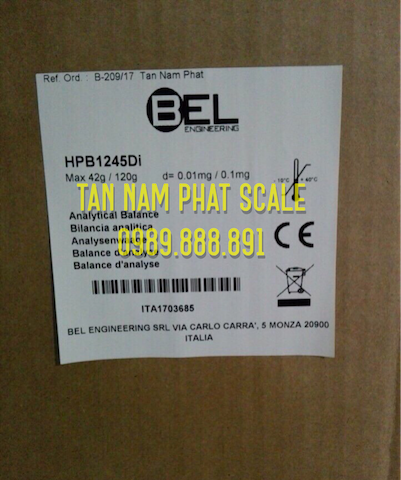 Ref. Ord : B-209/17 Tan Nam Phat
BEL
ENGINEERING
HPB1245Di
Max 42g / 120g d= 0.01mg / 0.1mg
- 15°C + 40°C
TAN NAM PHAT SCALE
0989.888.891
Analytical Balance
Bilancia analitica
Balance
Balance d'analyse
CE
ITA1703685
BEL ENGINEERING SRL VIA CARLO CARRA', 5 MONZA 20900
ITALIA